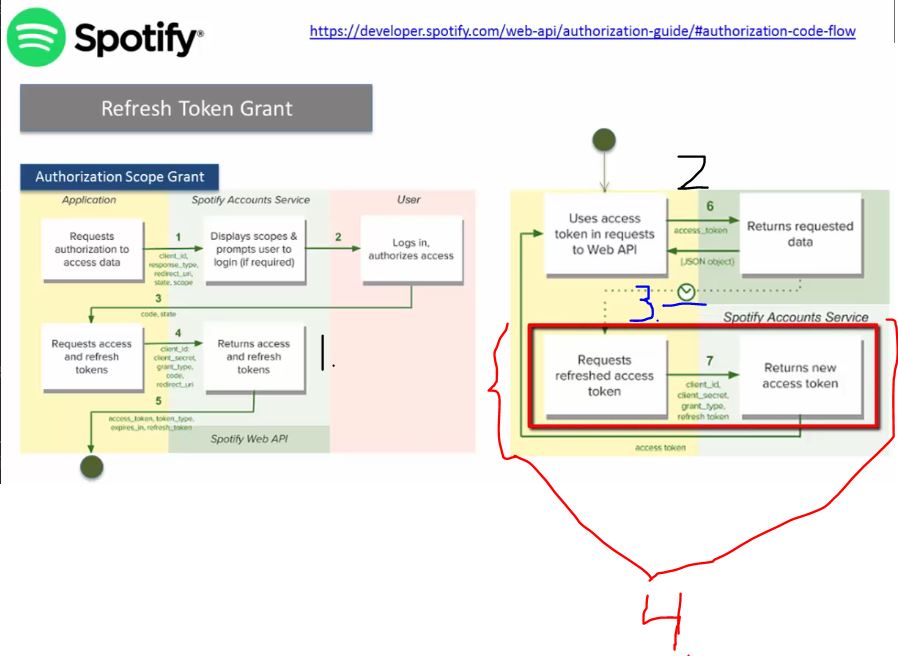 Spotify®
https://developer.spotify.com/web-api/authorization-guide/#authorization-code-flow
Refresh Token Grant
Authorization Scope Grant
Application
Spotify Accounts Service
User
Requests
authorization to
access data
1
client_id,
response_type,
redirect_uri,
state, scope
Displays scopes &
prompts user to
login (if required)
2
Logs in,
authorizes access
3
code, state
Requests access
and refresh
tokens
4
client_id,
client_secret,
grant_type,
code,
redirect_uri
Returns access
and refresh
tokens
1.
5
access_token, token_type,
expires_in, refresh_token
Spotify Web API
2
Uses access
token in requests
to Web API
6
access_token
[JSON object]
Returns requested
data
3.
Spotify Accounts Service
Requests
refreshed access
token
7
client_id,
client_secret,
grant_type,
refresh token
Returns new
access token
access token
4.